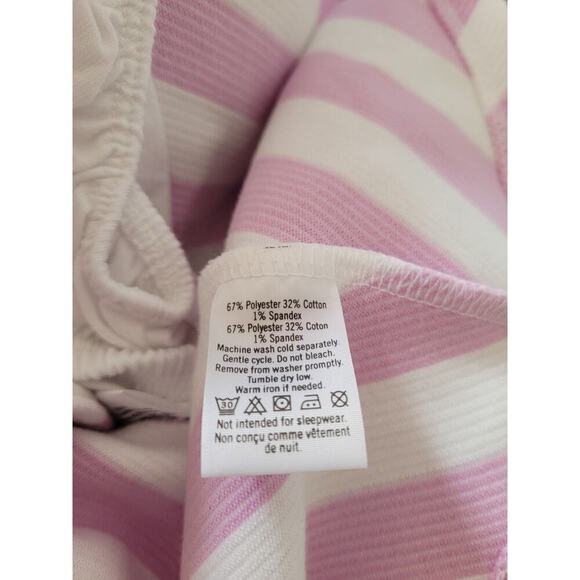 67% Polyester 32% Cotton
1% Spandex
67% Polyester 32% Coton
1% Spandex
Machine wash cold separately.
Gentle cycle. Do not bleach.
Remove from washer promptly.
Tumble dry low.
Warm iron if needed.
30
Not intended for sleepwear.
Non conçu comme vêtement
de nuit.